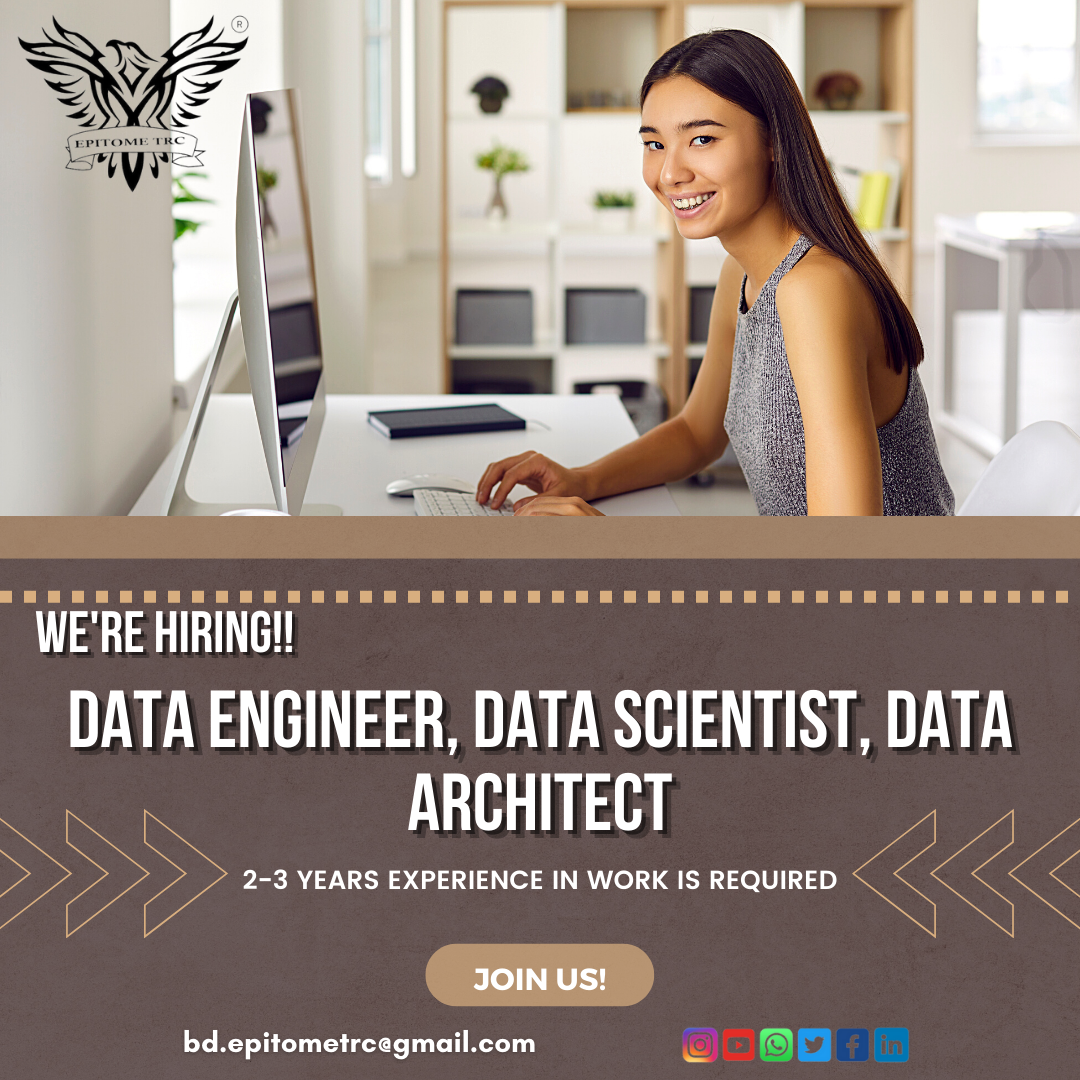 ®
EPITOME TRC
WE'RE HIRING!!
DATA ENGINEER, DATA SCIENTIST, DATA
ARCHITECT
2-3 YEARS EXPERIENCE IN WORK IS REQUIRED
JOIN US!
bd.epitometrc@gmail.com